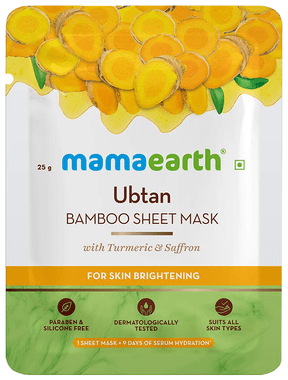 25 g
mamaearth®
Ubtan
BAMBOO SHEET MASK
with Turmeric & Saffron
FOR SKIN BRIGHTENING
PARABEN &
SILICONE FREE
DERMATOLOGICALLY
TESTED
SUITS ALL
SKIN TYPES
1 SHEET MASK = 9 DAYS OF SERUM HYDRATION*